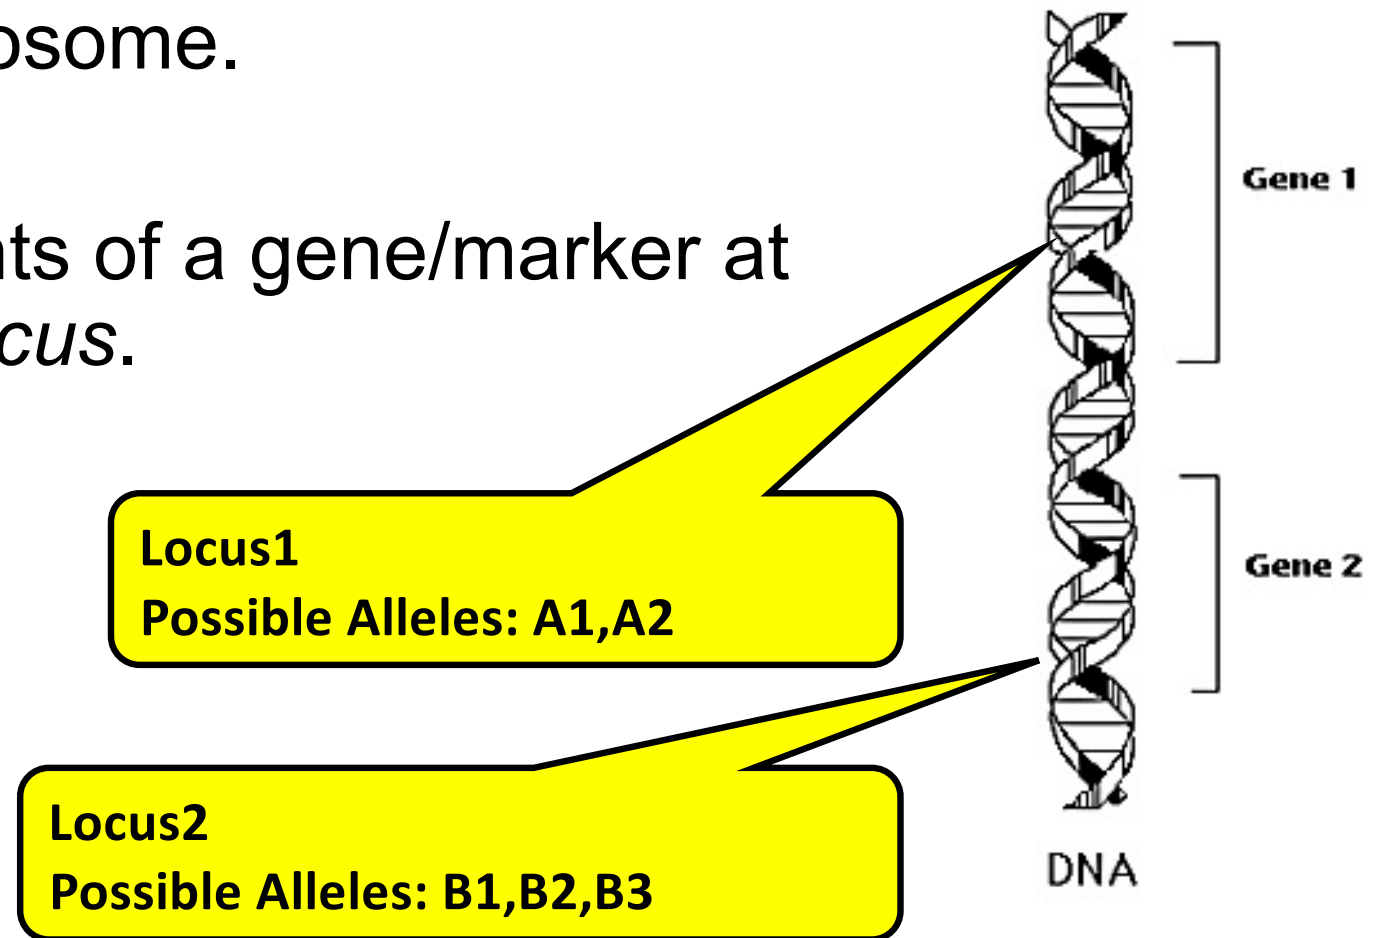 osome.
Gene 1
nts of a gene/marker at
cus.
Locus1
Possible Alleles: A1,A2
Gene 2
Locus2
Possible Alleles: B1,B2,B3
DNA